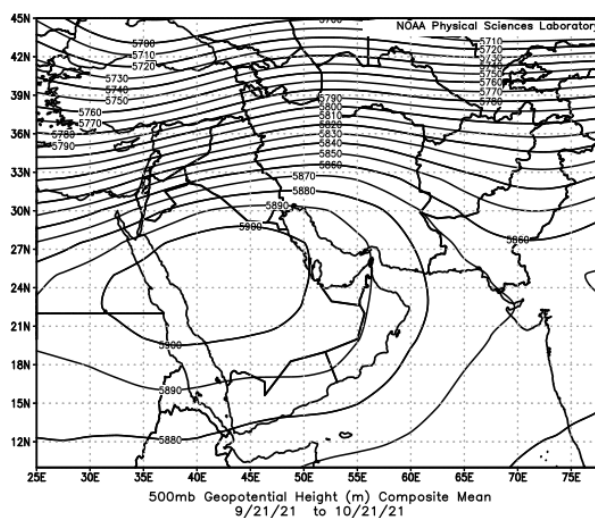 NOAA Physical Sciences Laboratory
45N
42N
39N
36N
33N
30N
27N
24N
21N
18N
15N
12N
5700
5710
5720
5730
5740
5750
5760
5770
5780
5790
5710
5720
5730
5740
5750
5760
5770
5780
5790
5800
5810
5820
5830
5840
5850
5860
5870
5880
5890
5900
5860
5900
5890
5880
25E 30E 35E 40E 45E 50E 55E 60E 65E 70E 75E
500mb Geopotential Height (m) Composite Mean
9/21/21 to 10/21/21